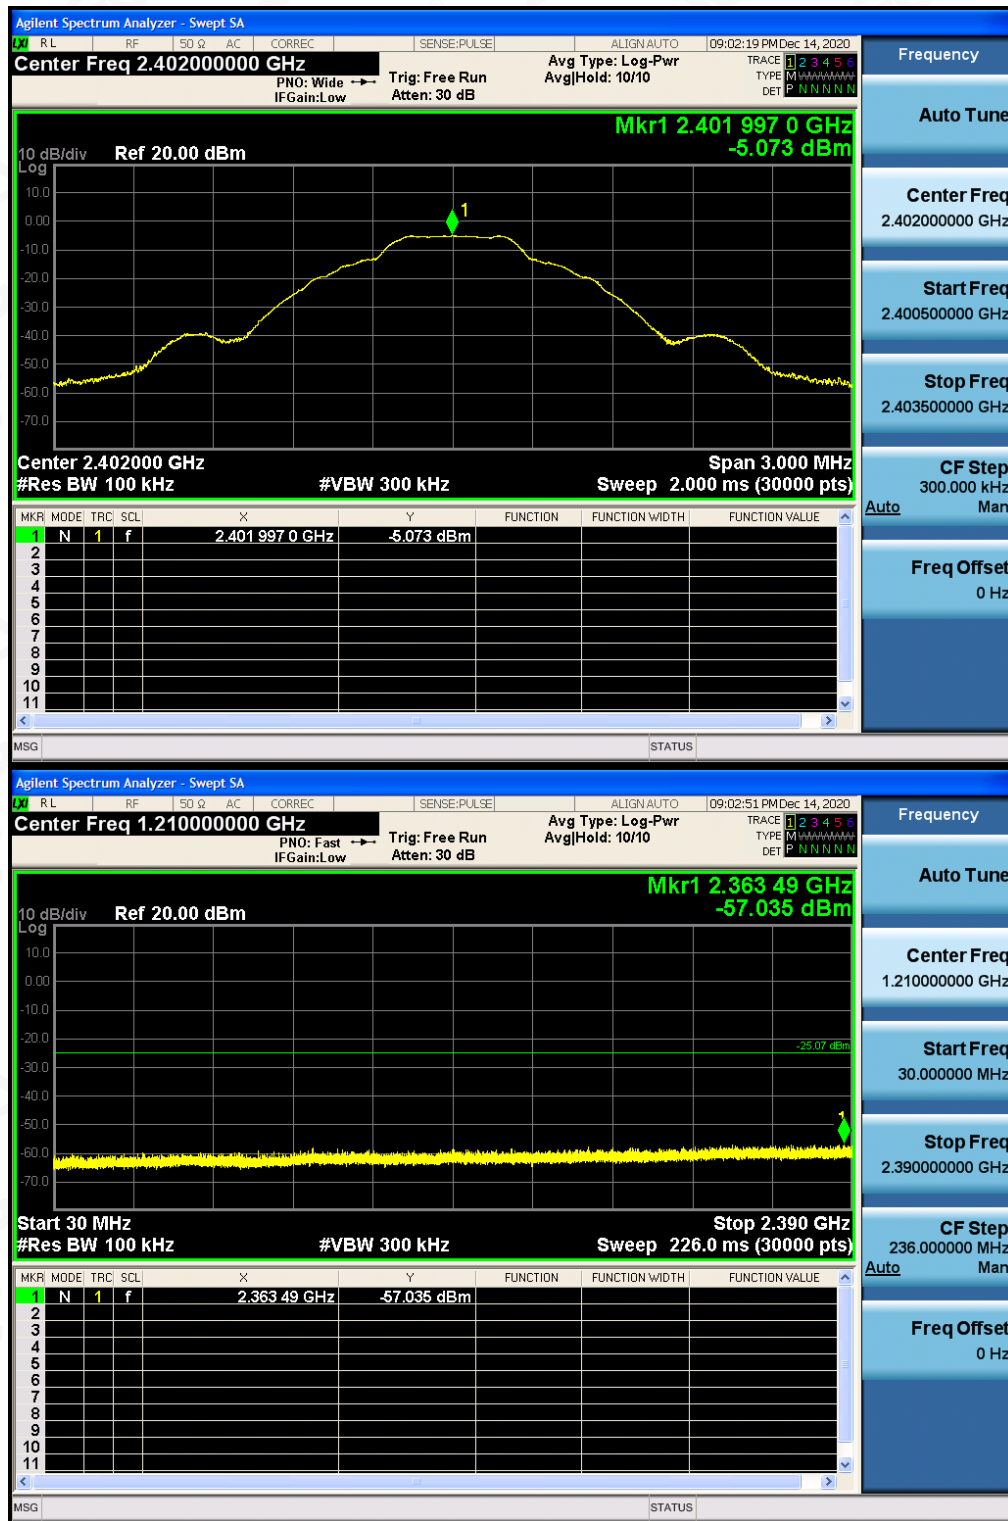 Agilent Spectrum Analyzer - Swept SA
LXI RL RF 50 Ω AC CORREC SENSE:PULSE ALIGN AUTO 09:02:19 PM Dec 14, 2020
Center Freq 2.402000000 GHz
PNO: Wide
IFGain:Low
Trig: Free Run
Atten: 30 dB
Avg Type: Log-Pwr
Avg|Hold: 10/10
TRACE 1 2 3 4 5 6
TYPE M WWWWW
DET P N N N N N
Frequency
Auto Tune
Mkr1 2.401 997 0 GHz
-5.073 dBm
10 dB/div
Log
Ref 20.00 dBm
10.0
0.00
-10.0
-20.0
-30.0
-40.0
-50.0
-60.0
-70.0
1
Center Freq
2.402000000 GHz
Start Freq
2.400500000 GHz
Stop Freq
2.403500000 GHz
CF Step
300.000 kHz
Auto Man
Freq Offset
0 Hz
Center 2.402000 GHz Span 3.000 MHz
#Res BW 100 kHz #VBW 300 kHz Sweep 2.000 ms (30000 pts)
MKR MODE TRC SCL X Y FUNCTION FUNCTION WIDTH FUNCTION VALUE
1 N 1 f 2.401 997 0 GHz -5.073 dBm
2
3
4
5
6
7
8
9
10
11
MSG STATUS
Agilent Spectrum Analyzer - Swept SA
LXI RL RF 50 Ω AC CORREC SENSE:PULSE ALIGN AUTO 09:02:51 PM Dec 14, 2020
Center Freq 1.210000000 GHz
PNO: Fast
IFGain:Low
Trig: Free Run
Atten: 30 dB
Avg Type: Log-Pwr
Avg|Hold: 10/10
TRACE 1 2 3 4 5 6
TYPE M WWWWW
DET P N N N N N
Frequency
Auto Tune
Mkr1 2.363 49 GHz
-57.035 dBm
10 dB/div
Log
Ref 20.00 dBm
10.0
0.00
-10.0
-20.0
-30.0
-40.0
-50.0
-60.0
-70.0
-25.07 dBm
1
Center Freq
1.210000000 GHz
Start Freq
30.000000 MHz
Stop Freq
2.390000000 GHz
CF Step
236.000000 MHz
Auto Man
Freq Offset
0 Hz
Start 30 MHz Stop 2.390 GHz
#Res BW 100 kHz #VBW 300 kHz Sweep 226.0 ms (30000 pts)
MKR MODE TRC SCL X Y FUNCTION FUNCTION WIDTH FUNCTION VALUE
1 N 1 f 2.363 49 GHz -57.035 dBm
2
3
4
5
6
7
8
9
10
11
MSG STATUS